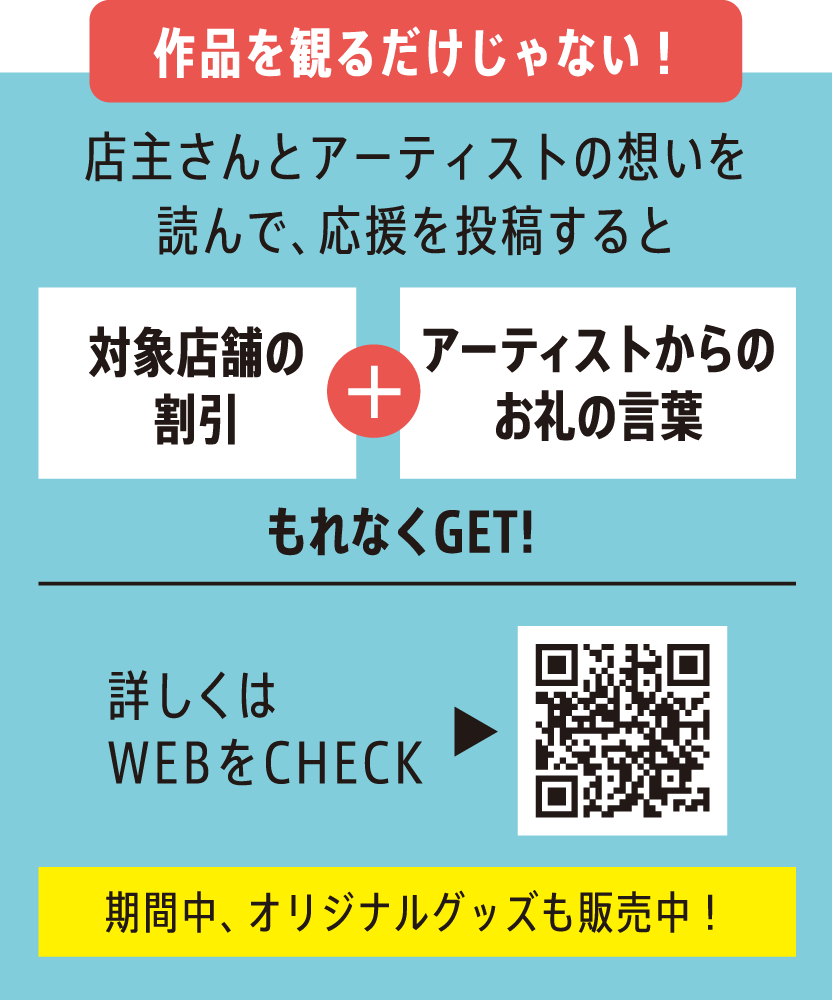 作品を観るだけじゃない！
店主さんとアーティストの想いを
読んで、応援を投稿すると
対象店舗の
割引
+
アーティストからの
お礼の言葉
もれなくGET!
詳しくは
WEBをCHECK
期間中、オリジナルグッズも販売中！